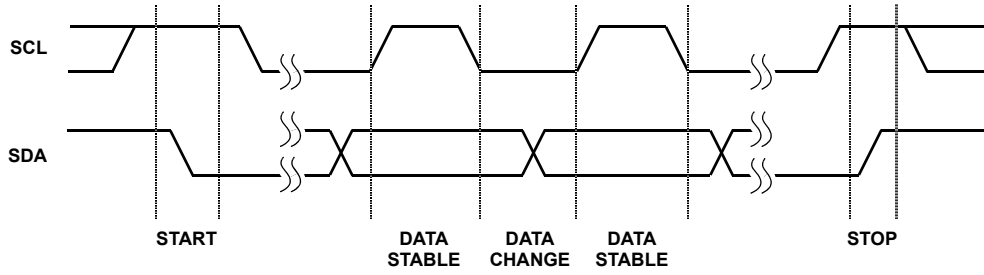 SCL
SDA
START
DATA
STABLE
DATA
CHANGE
DATA
STABLE
STOP